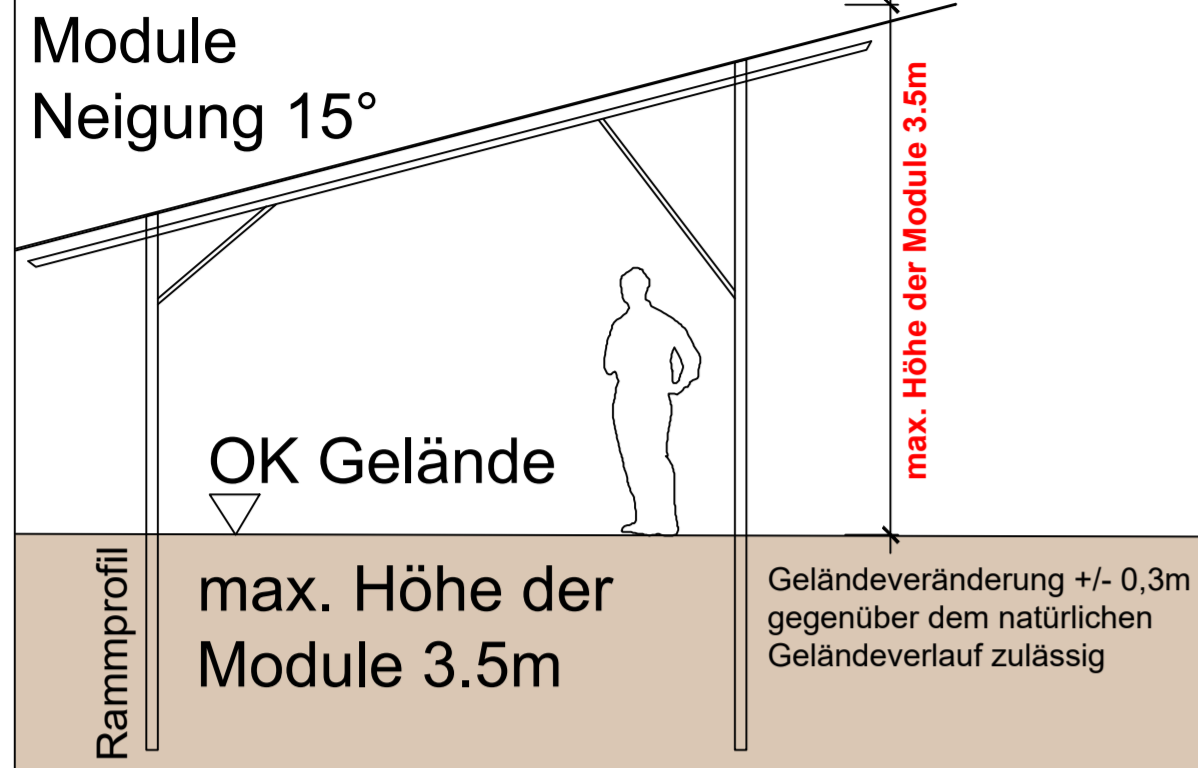 Module
Neigung 15°
max. Höhe der Module 3.5m
OK Gelände
Rammprofil
max. Höhe der
Module 3.5m
Geländeveränderung +/- 0,3m
gegenüber dem natürlichen
Geländeverlauf zulässig